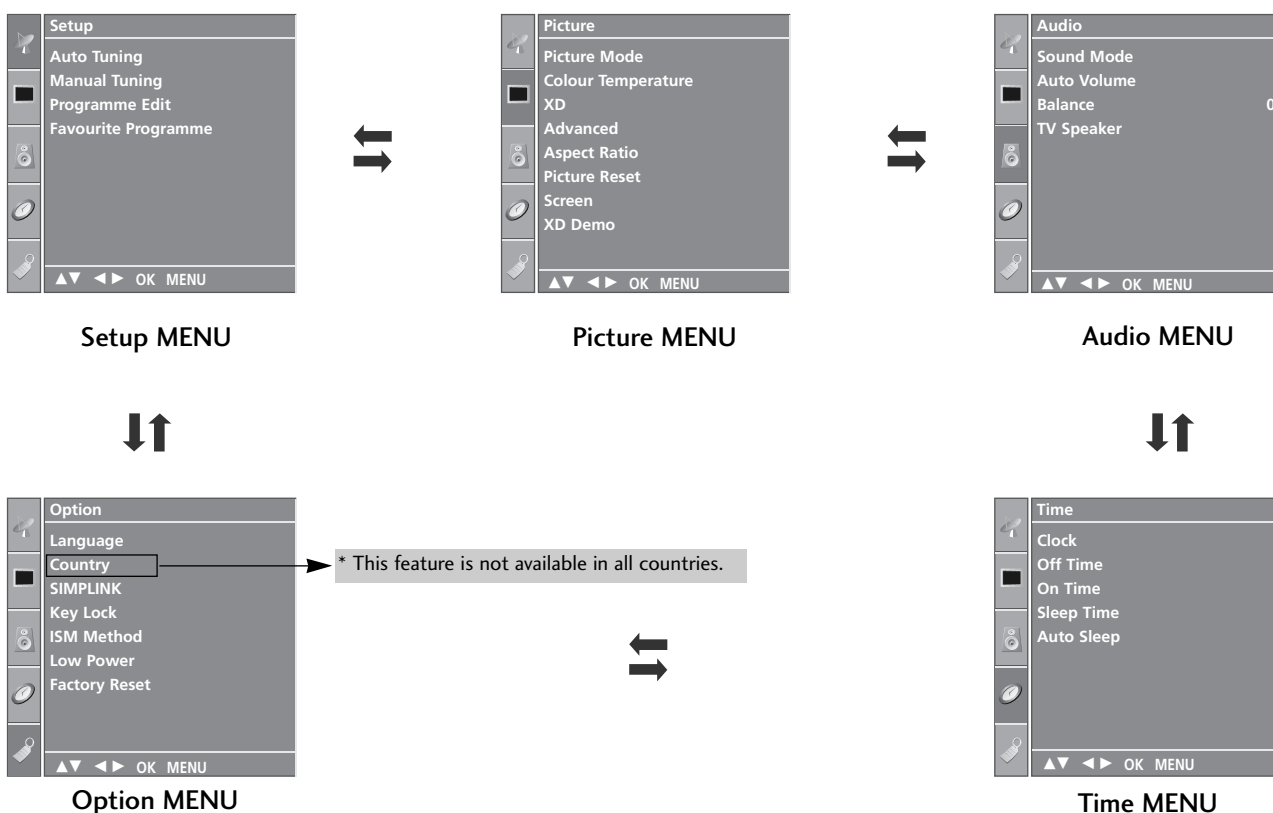 Setup
Auto Tuning
Manual Tuning
Programme Edit
Favourite Programme
▲▼ ◄► OK MENU
Setup MENU
Picture
Picture Mode
Colour Temperature
XD
Advanced
Aspect Ratio
Picture Reset
Screen
XD Demo
▲▼ ◄► OK MENU
Picture MENU
Audio
Sound Mode
Auto Volume
Balance 0
TV Speaker
▲▼ ◄► OK MENU
Audio MENU
Option
Language
Country
SIMPLINK
Key Lock
ISM Method
Low Power
Factory Reset
▲▼ ◄► OK MENU
Option MENU
* This feature is not available in all countries.
Time
Clock
Off Time
On Time
Sleep Time
Auto Sleep
▲▼ ◄► OK MENU
Time MENU